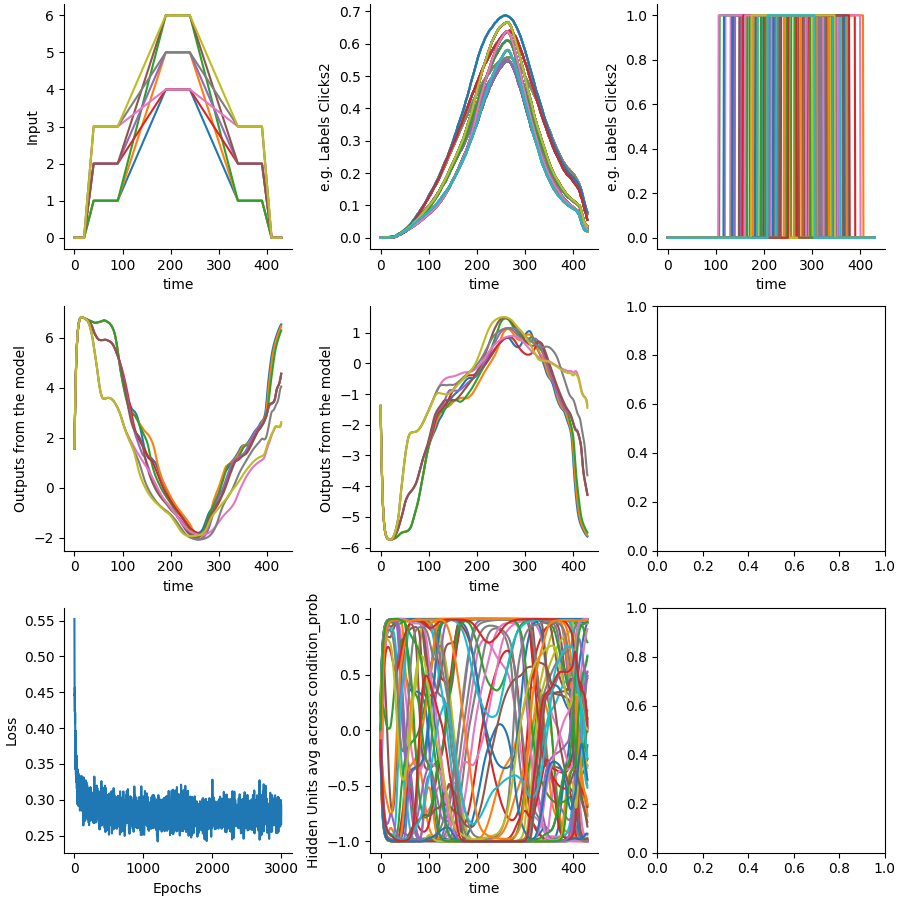 Input
6
5
4
3
2
1
0
0 100 200 300 400
time
e.g. Labels Clicks2
0.7
0.6
0.5
0.4
0.3
0.2
0.1
0.0
0 100 200 300 400
time
e.g. Labels Clicks2
1.0
0.8
0.6
0.4
0.2
0.0
0 100 200 300 400
time
Outputs from the model
6
4
2
0
−2
0 100 200 300 400
time
Outputs from the model
1
0
−1
−2
−3
−4
−5
−6
0 100 200 300 400
time
1.0
0.8
0.6
0.4
0.2
0.0
0.0 0.2 0.4 0.6 0.8 1.0
Loss
0.55
0.50
0.45
0.40
0.35
0.30
0.25
0 1000 2000 3000
Epochs
Hidden Units avg across condition_prob
1.0
0.5
0.0
−0.5
−1.0
0 100 200 300 400
time
1.0
0.8
0.6
0.4
0.2
0.0
0.0 0.2 0.4 0.6 0.8 1.0